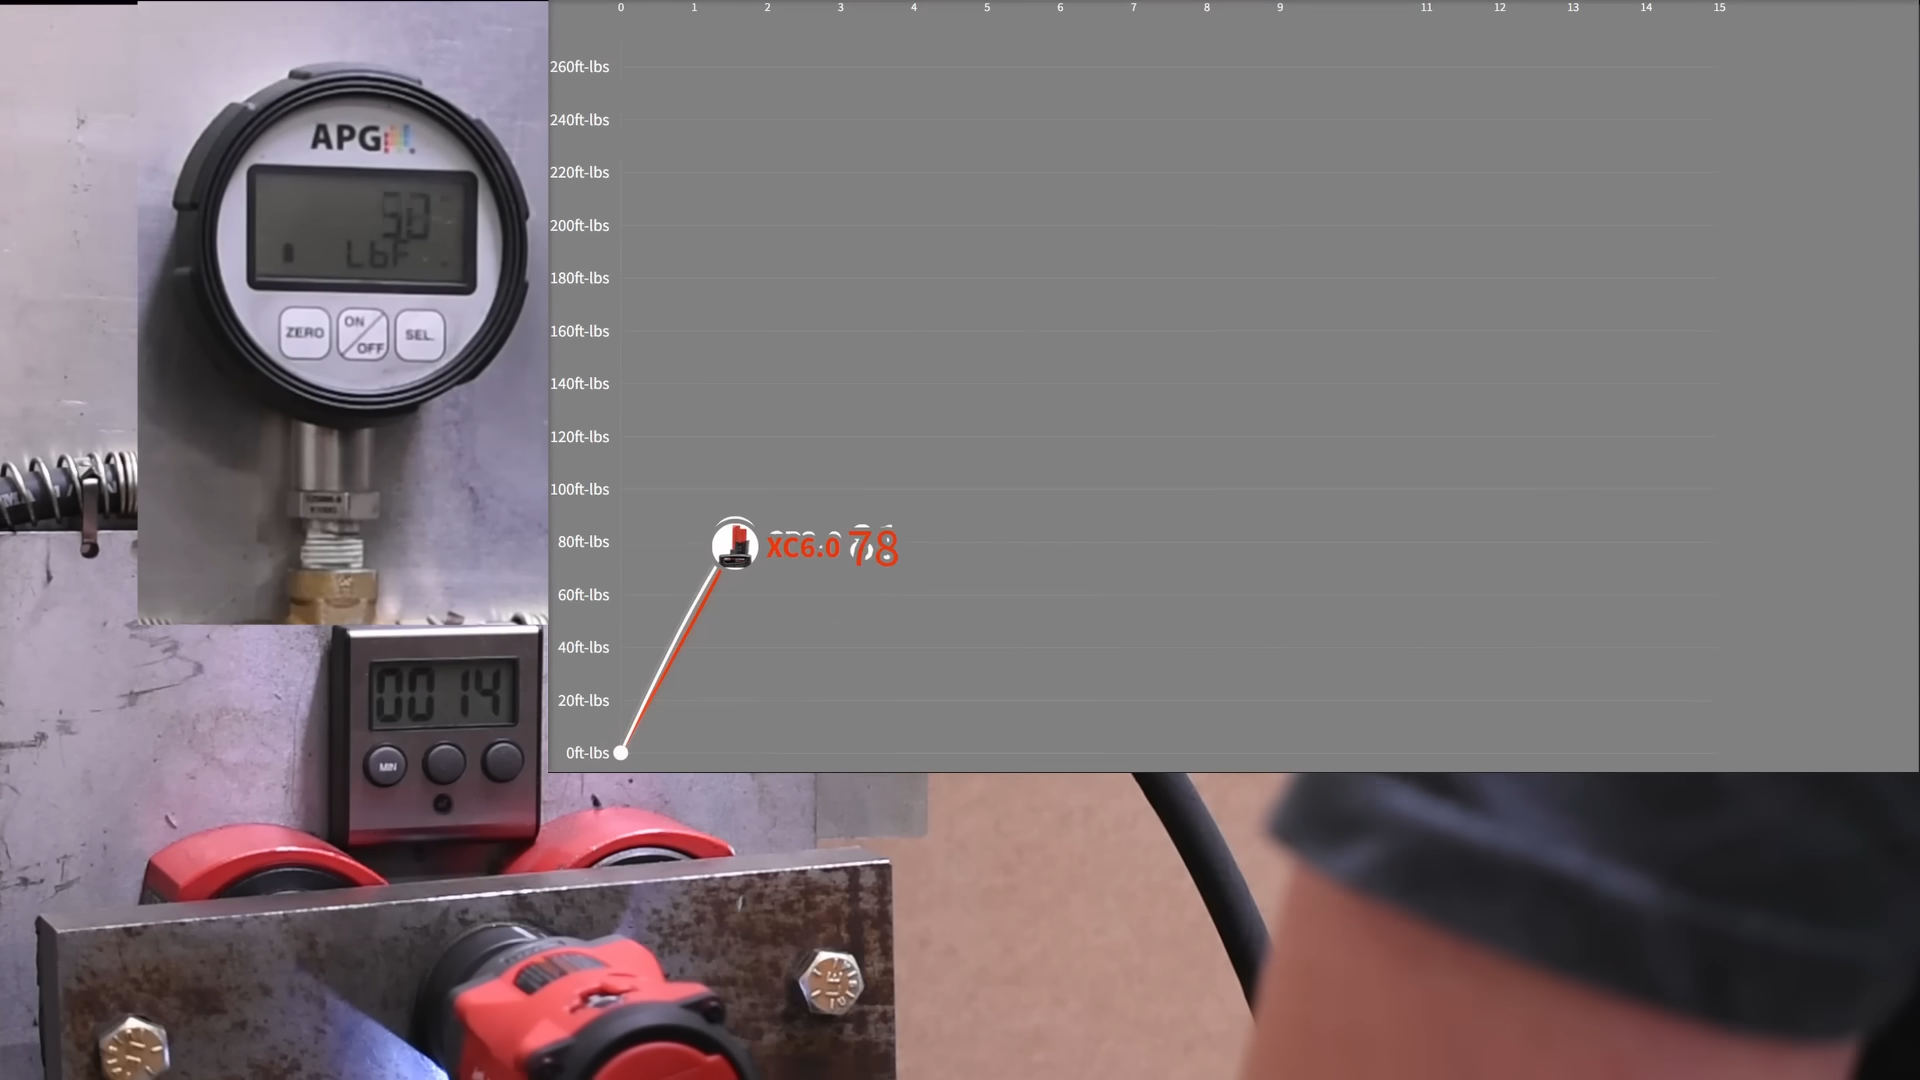 0 1 2 3 4 5 6 7 8 9 11 12 13 14 15
260ft-lbs
240ft-lbs
220ft-lbs
200ft-lbs
180ft-lbs
160ft-lbs
140ft-lbs
120ft-lbs
100ft-lbs
80ft-lbs
60ft-lbs
40ft-lbs
20ft-lbs
0ft-lbs
XC6.0 78
APG
LbF
ZERO
ON
OFF
SEL
0014
MIN